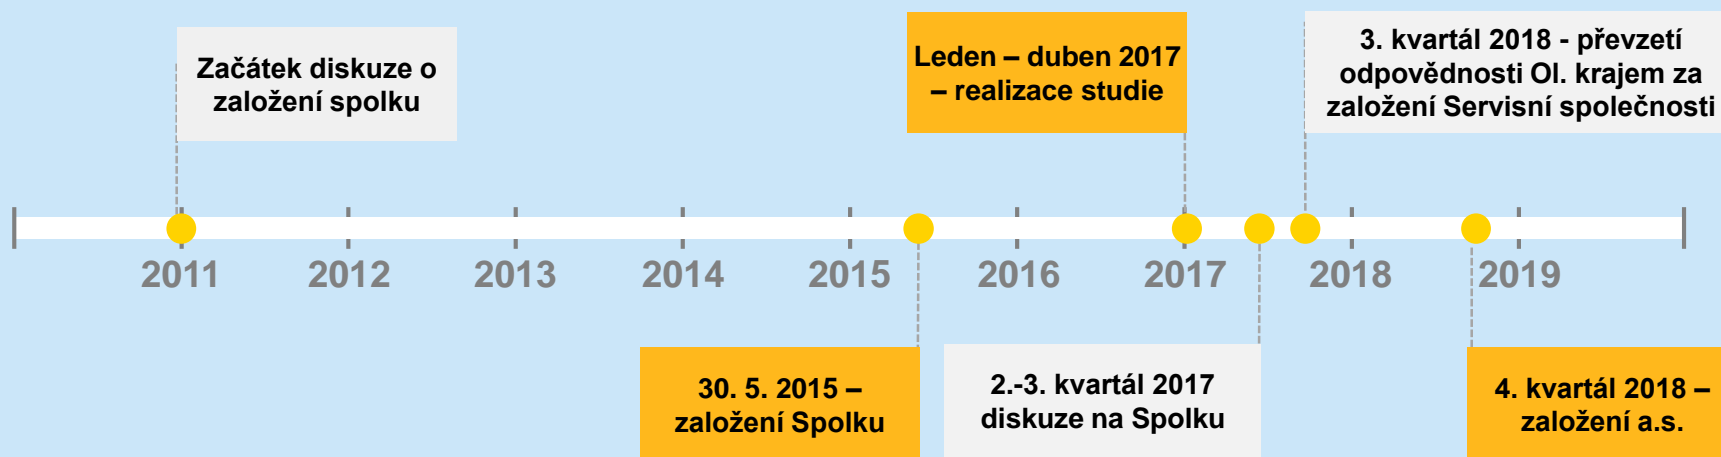 Začátek diskuze o
založení spolku
Leden – duben 2017
– realizace studie
3. kvartál 2018 - převzetí
odpovědnosti Ol. krajem za
založení Servisní společnosti
2011
2012
2013
2014
2015
2016
2017
2018
2019
30. 5. 2015 –
založení Spolku
2.-3. kvartál 2017
diskuze na Spolku
4. kvartál 2018 –
založení a.s.